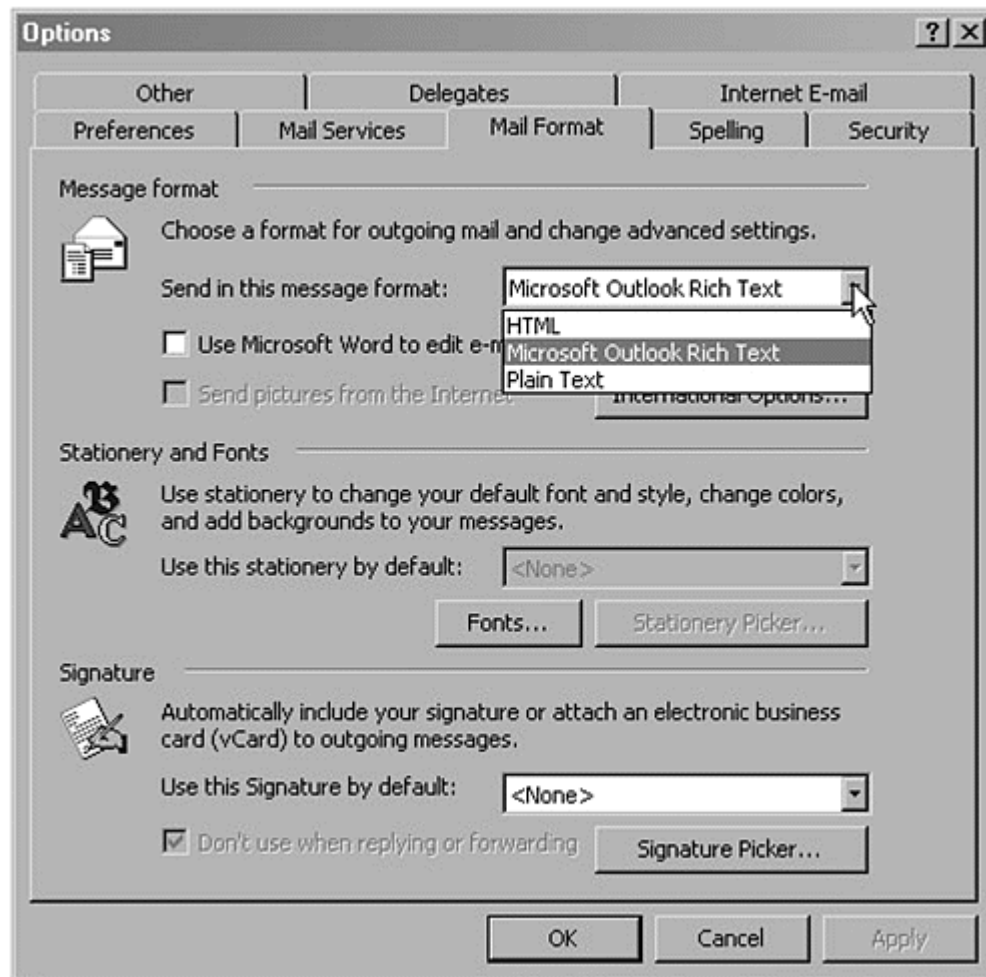 Options
Other Delegates Internet E-mail
Preferences Mail Services Mail Format Spelling Security
Message format
Choose a format for outgoing mail and change advanced settings.
Send in this message format: Microsoft Outlook Rich Text
HTML
Use Microsoft Word to edit e-m
Microsoft Outlook Rich Text
Plain Text
Send pictures from the Internet International Options...
Stationery and Fonts
Use stationery to change your default font and style, change colors,
and add backgrounds to your messages.
Use this stationery by default: <None>
Fonts... Stationery Picker...
Signature
Automatically include your signature or attach an electronic business
card (vCard) to outgoing messages.
Use this Signature by default: <None>
Don't use when replying or forwarding Signature Picker...
OK Cancel Apply